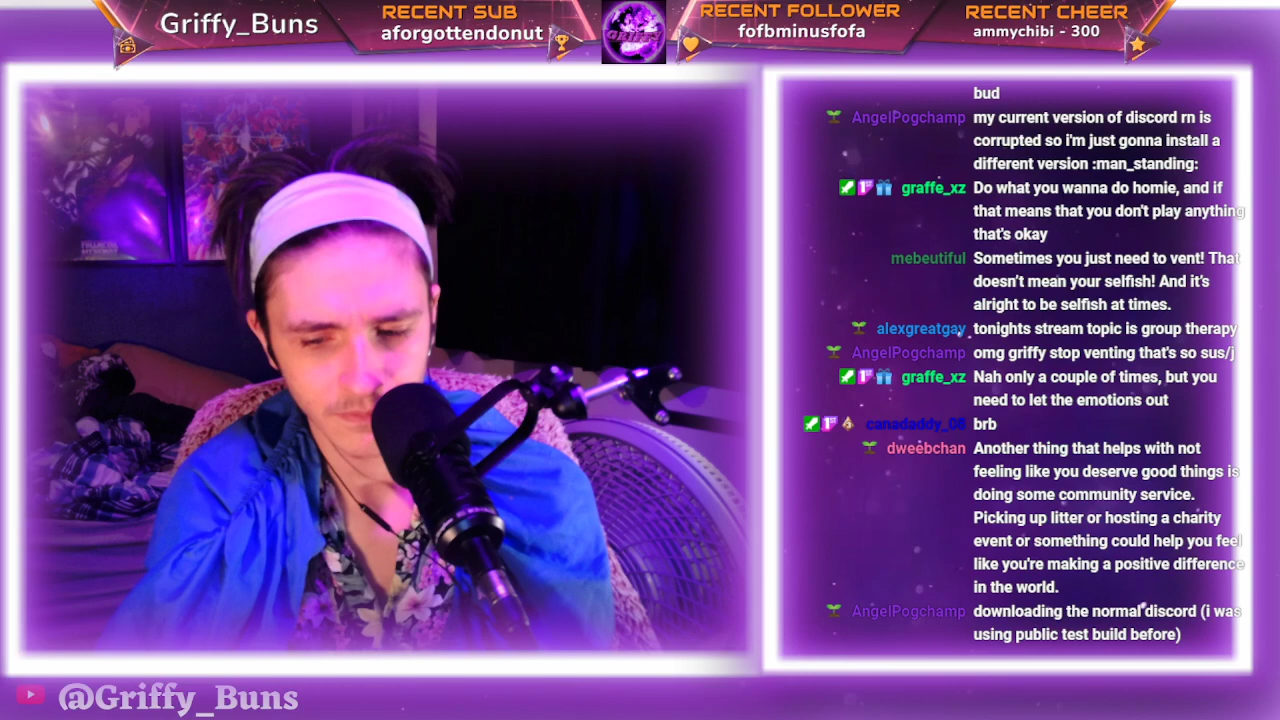 Griffy_Buns
RECENT SUB
aforgottendonut
RECENT FOLLOWER
fofbminusfofa
RECENT CHEER
ammychibi - 300
bud
AngelPogchamp my current version of discord rn is
corrupted so i'm just gonna install a
different version :man_standing:
graffe_xz Do what you wanna do homie, and if
that means that you don't play anything
that's okay
mebeutiful Sometimes you just need to vent! That
doesn't mean your selfish! And it's
alright to be selfish at times.
alexgreatgay tonights stream topic is group therapy
AngelPogchamp omg griffy stop venting that's so sus/j
graffe_xz Nah only a couple of times, but you
need to let the emotions out
canadaddy_08 brb
dweebchan Another thing that helps with not
feeling like you deserve good things is
doing some community service.
Picking up litter or hosting a charity
event or something could help you feel
like you're making a positive difference
in the world.
AngelPogchamp downloading the normal discord (i was
using public test build before)
@Griffy_Buns